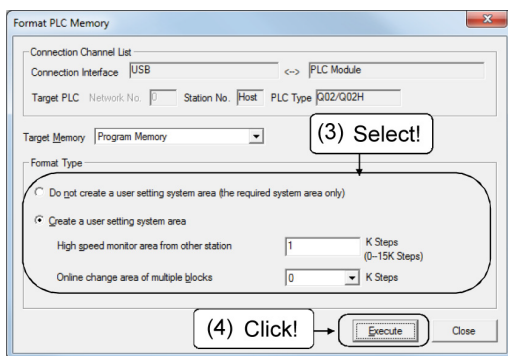 Format PLC Memory
Connection Channel List
Connection Interface USB <--> PLC Module
Target PLC Network No. 0 Station No. Host PLC Type Q02/Q02H
Target Memory Program Memory
(3) Select!
Format Type
Do not create a user setting system area (the required system area only)
Create a user setting system area
High speed monitor area from other station 1 K Steps
(0--15K Steps)
Online change area of multiple blocks 0 K Steps
(4) Click!
Execute Close